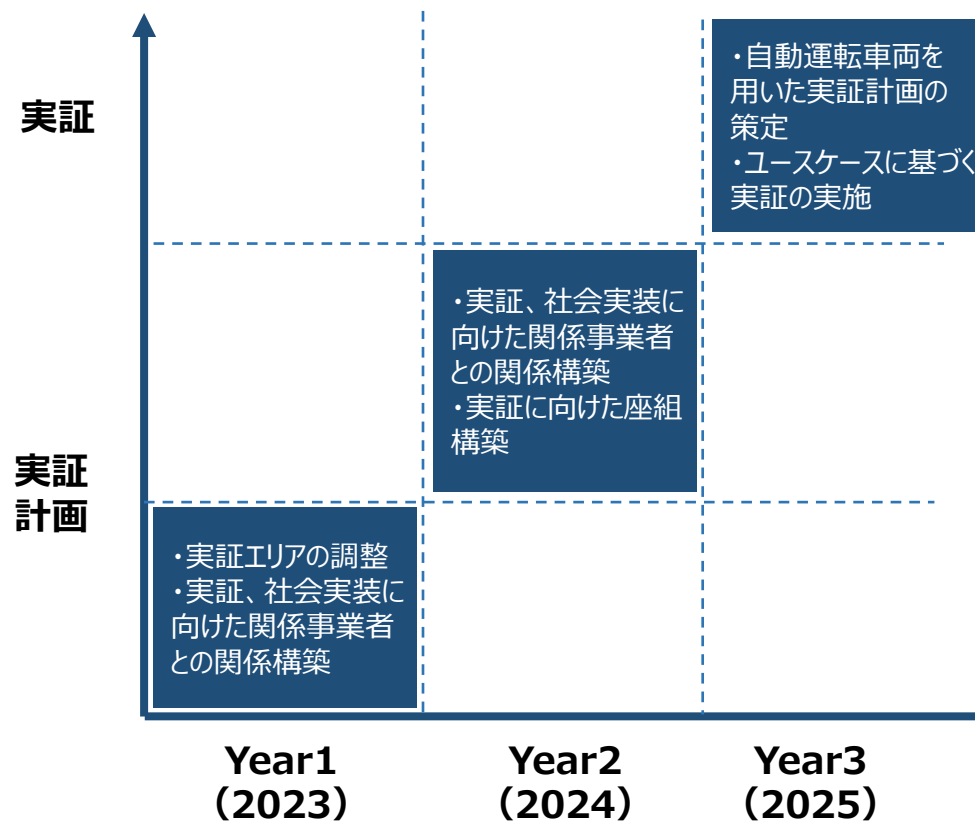 実証
・自動運転車両を
用いた実証計画の
策定
・ユースケースに基づく
実証の実施
・実証、社会実装に
向けた関係事業者
との関係構築
・実証に向けた座組
構築
実証
計画
・実証エリアの調整
・実証、社会実装に
向けた関係事業者
との関係構築
Year1
（2023）
Year2
（2024）
Year3
（2025）